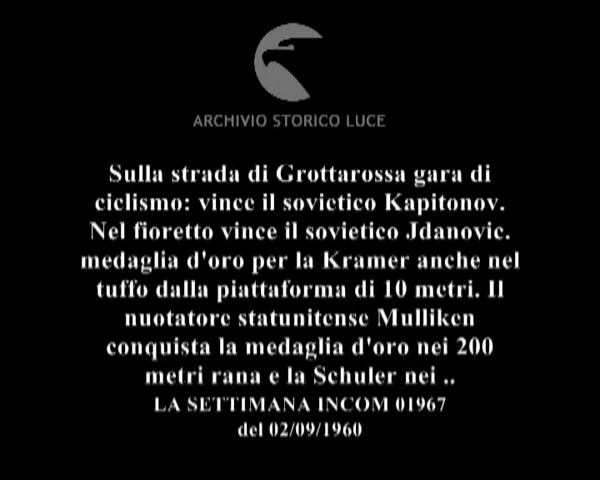 ARCHIVIO STORICO LUCE
Sulla strada di Grottarossa gara di
ciclismo: vince il sovietico Kapitonov.
Nel fioretto vince il sovietico Jdanovic.
medaglia d'oro per la Kramer anche nel
tuffo dalla piattaforma di 10 metri. Il
nuotatore statunitense Mulliken
conquista la medaglia d'oro nei 200
metri rana e la Schuler nei ..
LA SETTIMANA INCOM 01967
del 02/09/1960